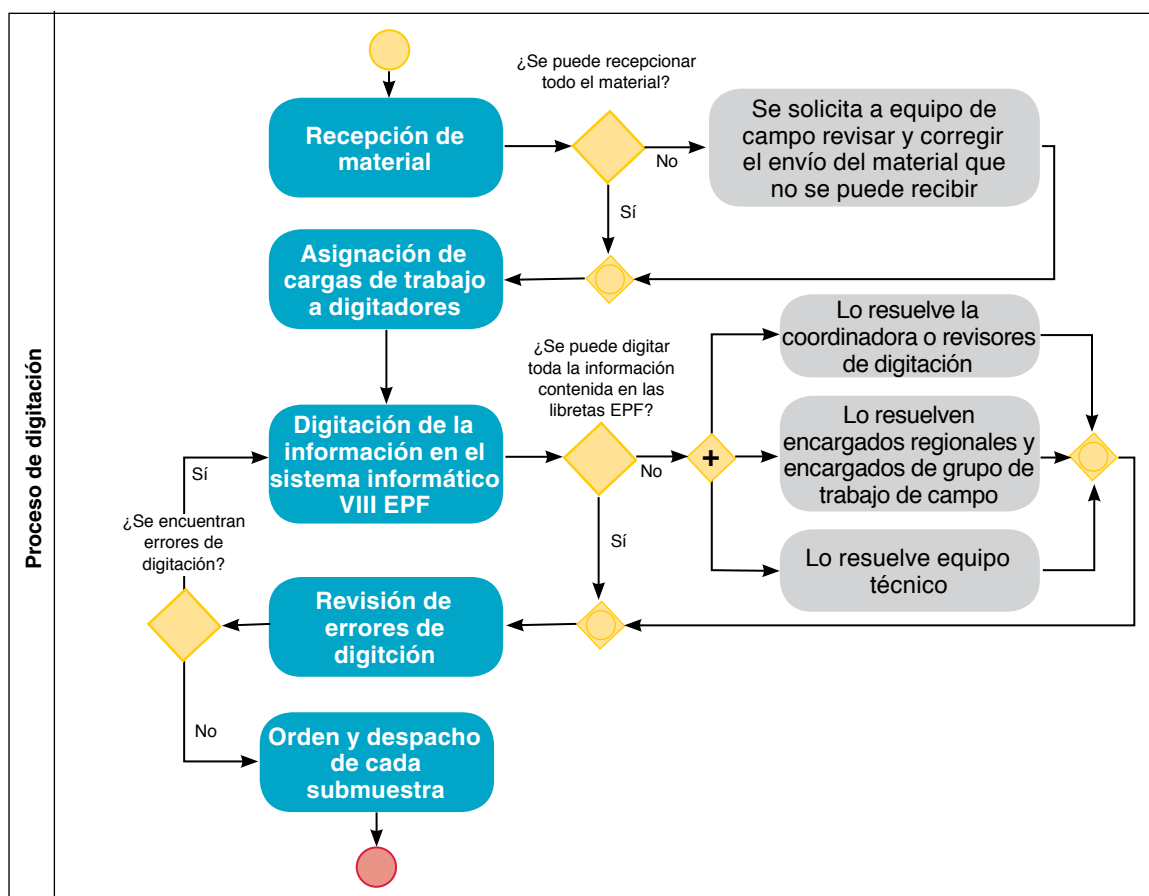 Proceso de digitación
¿Se puede recepcionar
todo el material?
Recepción de
material
No
Sí
Se solicita a equipo de
campo revisar y corregir
el envío del material que
no se puede recibir
Asignación de
cargas de trabajo
a digitadores
¿Se puede digitar
toda la información
contenida en las
libretas EPF?
Lo resuelve la
coordinadora o revisores
de digitación
Digitación de la
información en el
sistema informático
VIII EPF
No
+
Lo resuelven
encargados regionales y
encargados de grupo de
trabajo de campo
Sí
¿Se encuentran
errores de
digitación?
Sí
Lo resuelve equipo
técnico
Revisión de
errores de
digitción
No
Orden y despacho
de cada
submuestra